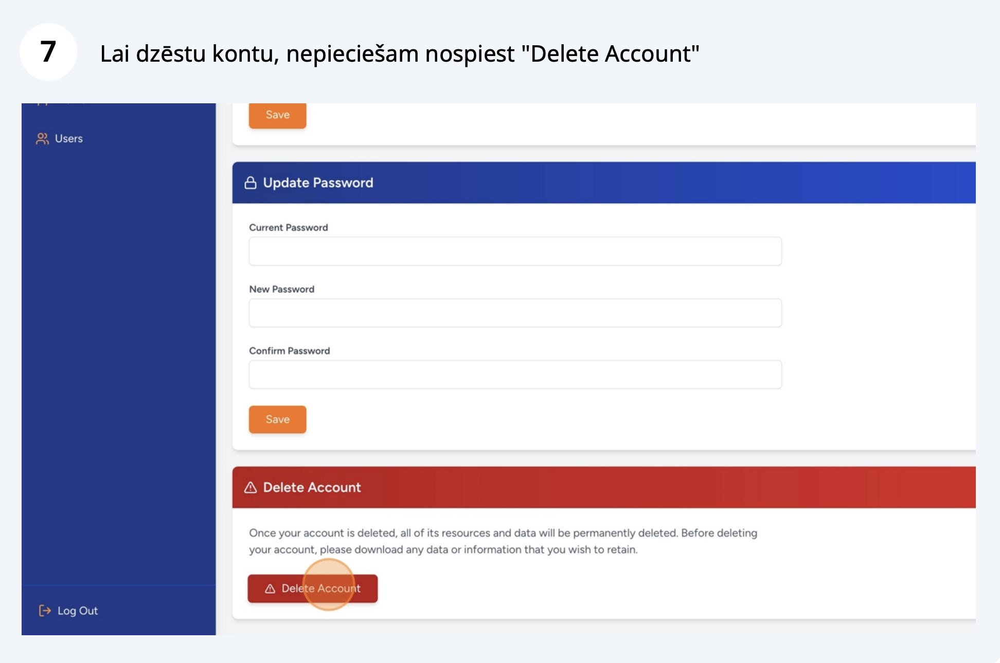 7
Lai dzēstu kontu, nepieciešam nospiest "Delete Account"
Save
Users
Update Password
Current Password
New Password
Confirm Password
Save
Delete Account
Once your account is deleted, all of its resources and data will be permanently deleted. Before deleting
your account, please download any data or information that you wish to retain.
Delete Account
Log Out